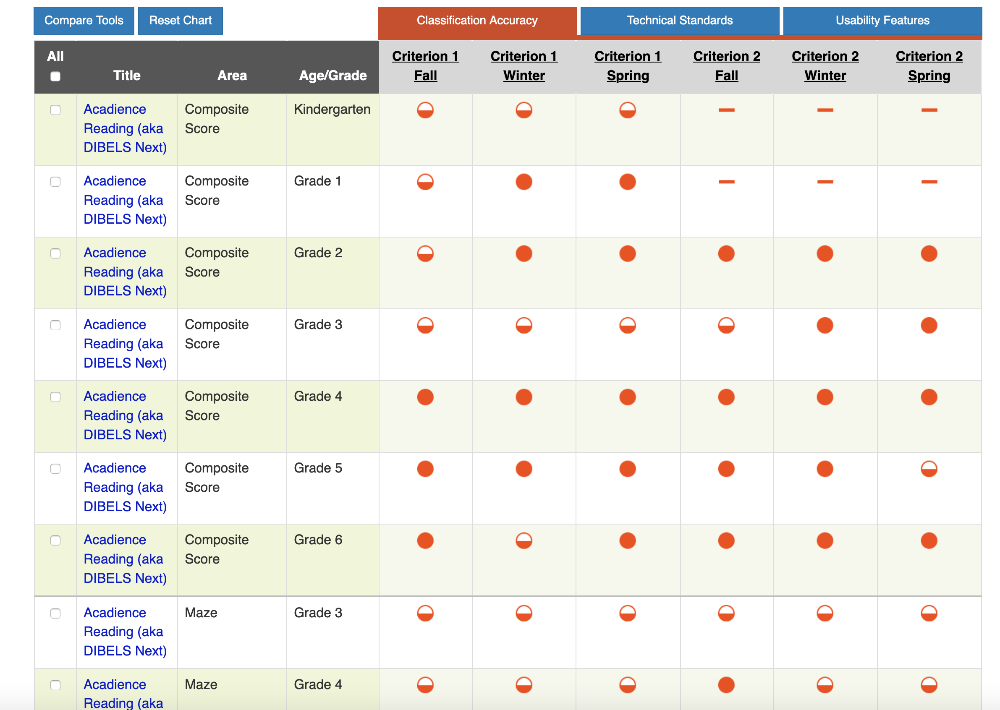 Compare Tools Reset Chart Classification Accuracy Technical Standards Usability Features
All Criterion 1 Criterion 1 Criterion 1 Criterion 2 Criterion 2 Criterion 2
Title Area Age/Grade Fall Winter Spring Fall Winter Spring
Acadience Composite Kindergarten
Reading (aka Score
DIBELS Next)
Acadience Composite Grade 1
Reading (aka Score
DIBELS Next)
Acadience Composite Grade 2
Reading (aka Score
DIBELS Next)
Acadience Composite Grade 3
Reading (aka Score
DIBELS Next)
Acadience Composite Grade 4
Reading (aka Score
DIBELS Next)
Acadience Composite Grade 5
Reading (aka Score
DIBELS Next)
Acadience Composite Grade 6
Reading (aka Score
DIBELS Next)
Acadience Maze Grade 3
Reading (aka
DIBELS Next)
Acadience Maze Grade 4
Reading (aka